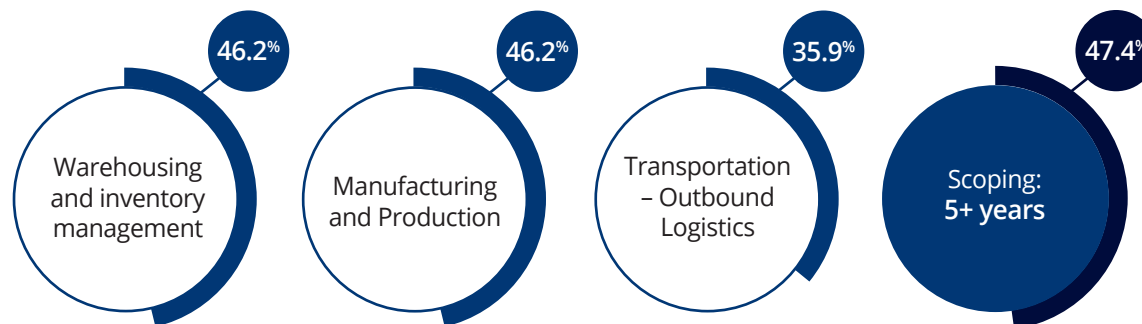 46.2%
46.2%
35.9%
47.4%
Warehousing
and inventory
management
Manufacturing
and Production
Transportation
– Outbound
Logistics
Scoping:
5+ years